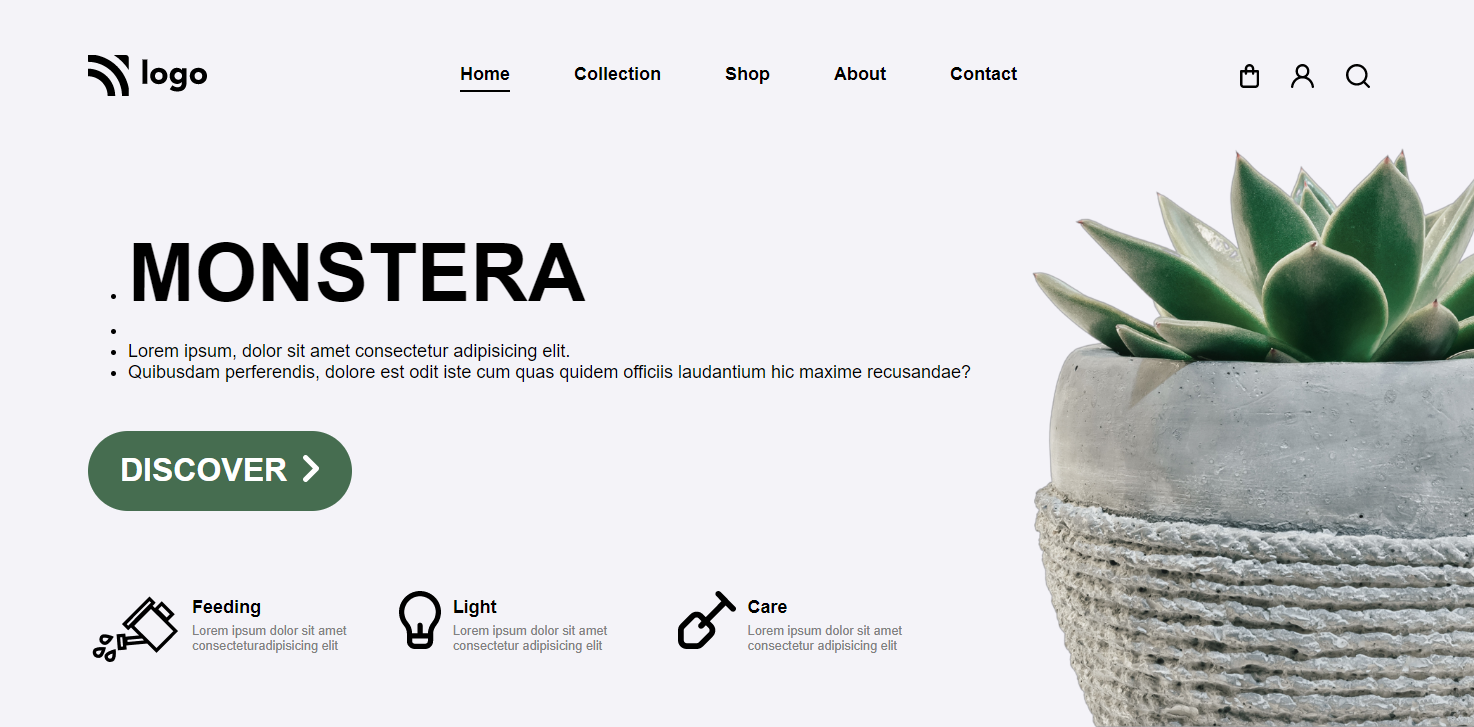 logo
Home Collection Shop About Contact
MONSTERA
Lorem ipsum, dolor sit amet consectetur adipisicing elit.
Quibusdam perferendis, dolore est odit iste cum quas quidem officiis laudantium hic maxime recusandae?
DISCOVER
Feeding
Lorem ipsum dolor sit amet
consecteturadipisicing elit
Light
Lorem ipsum dolor sit amet
consectetur adipisicing elit
Care
Lorem ipsum dolor sit amet
consectetur adipisicing elit